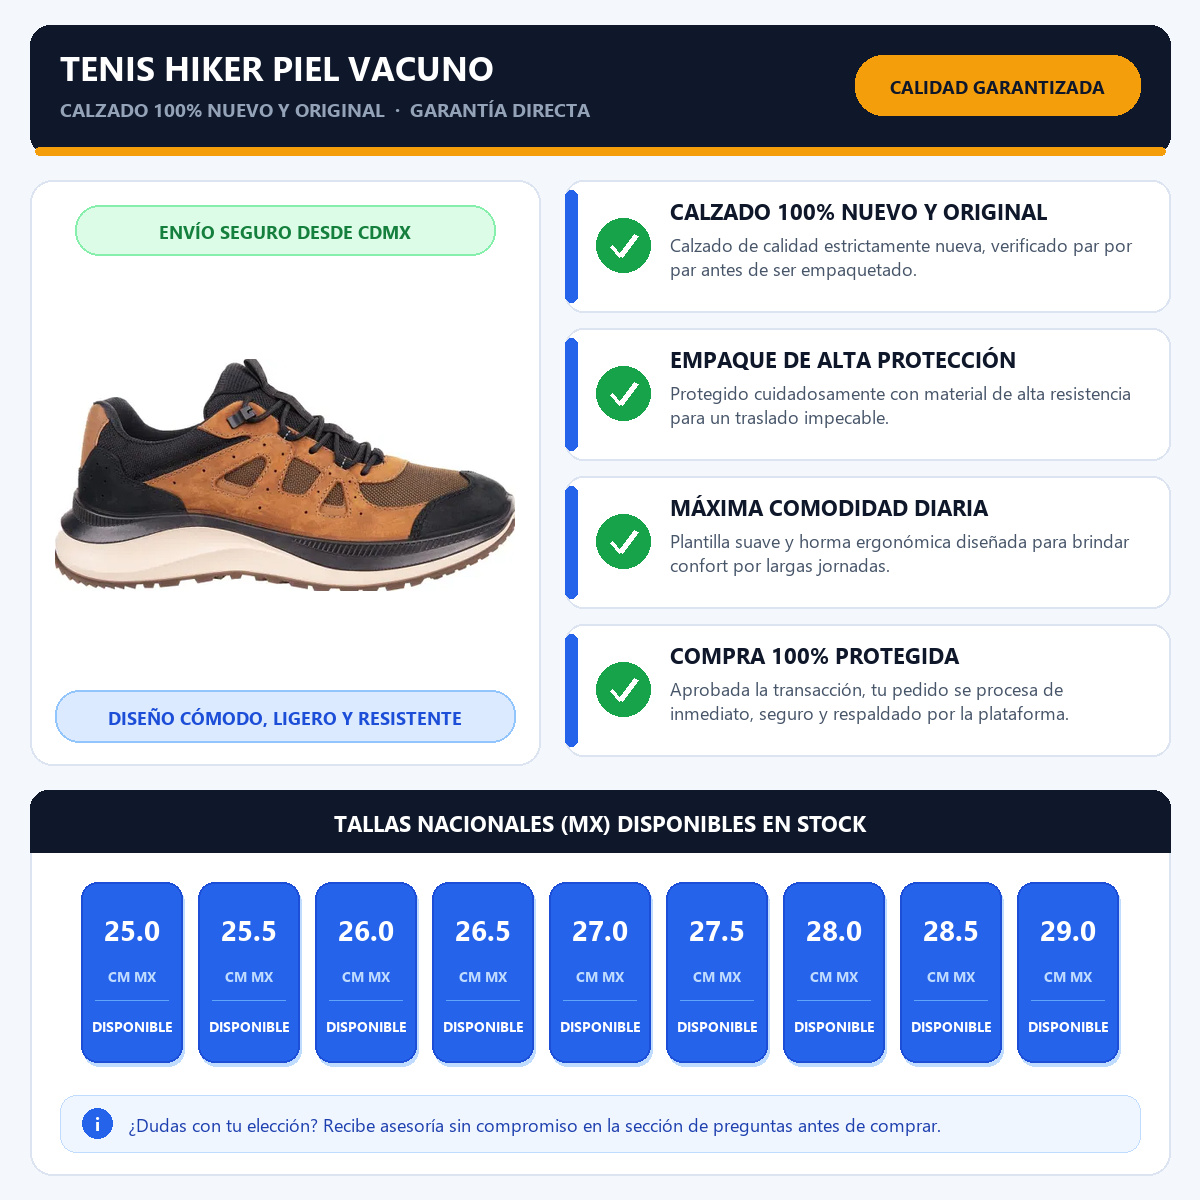 TENIS HIKER PIEL VACUNO
CALZADO 100% NUEVO Y ORIGINAL · GARANTÍA DIRECTA
CALIDAD GARANTIZADA
ENVÍO SEGURO DESDE CDMX
DISEÑO CÓMODO, LIGERO Y RESISTENTE
CALZADO 100% NUEVO Y ORIGINAL
Calzado de calidad estrictamente nueva, verificado par por
par antes de ser empaquetado.
EMPAQUE DE ALTA PROTECCIÓN
Protegido cuidadosamente con material de alta resistencia
para un traslado impecable.
MÁXIMA COMODIDAD DIARIA
Plantilla suave y horma ergonómica diseñada para brindar
confort por largas jornadas.
COMPRA 100% PROTEGIDA
Aprobada la transacción, tu pedido se procesa de
inmediato, seguro y respaldado por la plataforma.
TALLAS NACIONALES (MX) DISPONIBLES EN STOCK
25.0 25.5 26.0 26.5 27.0 27.5 28.0 28.5 29.0
CM MX CM MX CM MX CM MX CM MX CM MX CM MX CM MX CM MX
DISPONIBLE DISPONIBLE DISPONIBLE DISPONIBLE DISPONIBLE DISPONIBLE DISPONIBLE DISPONIBLE DISPONIBLE
i ¿Dudas con tu elección? Recibe asesoría sin compromiso en la sección de preguntas antes de comprar.